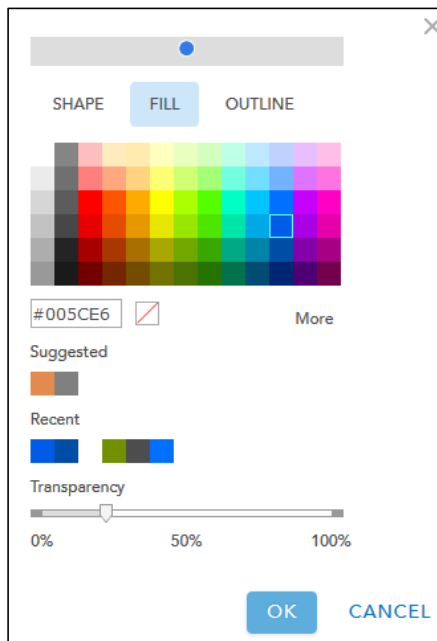 SHAPE FILL OUTLINE
#005CE6 More
Suggested
Recent
Transparency
0% 50% 100%
OK CANCEL